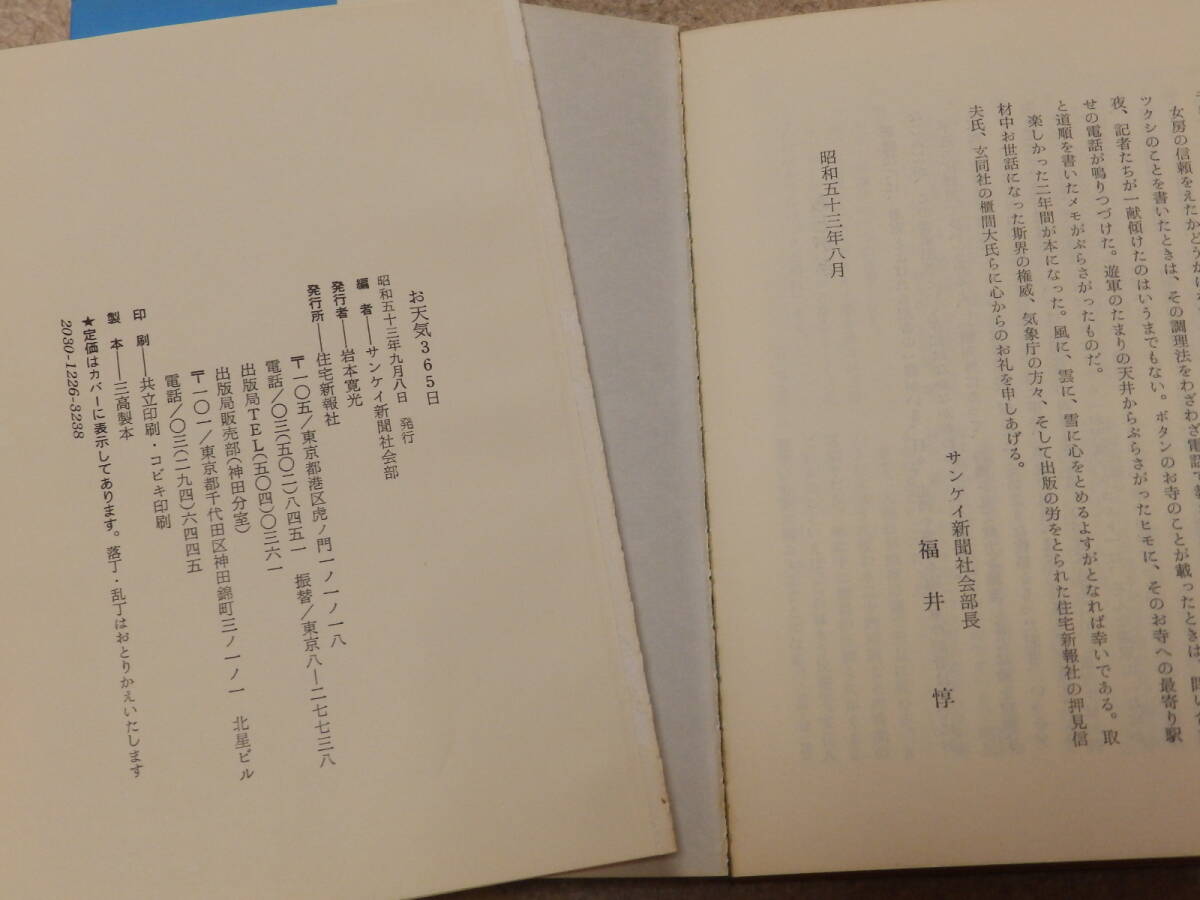 女房の信頼をえたかどうかは
ツクシのことを書いたときは、その調理法をわざわざ電話で
夜、記者たちが一献傾けたのはいうまでもない。ボタンのお寺のことが載ったときは、問い
せの電話が鳴りつづけた。遊軍のたまりの天井からぶらさがったヒモに、そのお寺への最寄り駅
と道順を書いたメモがぶらさがったものだ。
楽しかった二年間が本になった。風に、雲に、雪に心をとめるよすがとなれば幸いである。取
材中お世話になった斯界の権威、気象庁の方々、そして出版の労をとられた住宅新報社の押見信
夫氏、玄同社の櫃間大氏らに心からのお礼を申しあげる。
昭和五十三年八月
サンケイ新聞社会部長
福井 惇
お天気365日
昭和五十三年九月八日 発行
編者――サンケイ新聞社会部
発行者――岩本寛光
発行所――住宅新報社
〒一〇五/東京都港区虎ノ門一ノ一ノ一八
電話/〇三(五〇二)八四五一 振替/東京八―二七七三八
出版局TEL(五〇四)〇三六一
出版局販売部(神田分室)
〒一〇一/東京都千代田区神田錦町三ノ一ノ一 北星ビル
電話/〇三(二九四)六四四五
印刷――共立印刷・コビキ印刷
製本――三高製本
★定価はカバーに表示してあります。落丁・乱丁はおとりかえいたします
2030-1226-3238